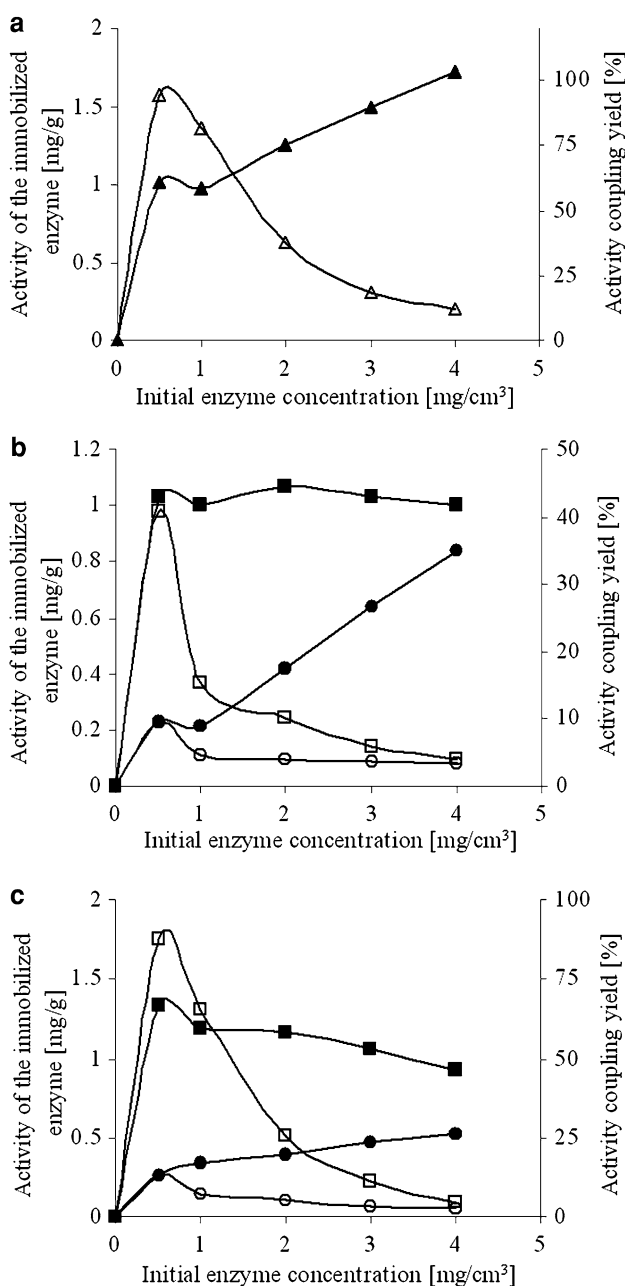 a
Activity of the immobilized
enzyme [mg/g]
2
1.5
1
0.5
0
100
75
50
25
0
Activity coupling yield [%]
0 1 2 3 4 5
Initial enzyme concentration [mg/cm³]
b
Activity of the immobilized
enzyme [mg/g]
1.2
1
0.8
0.6
0.4
0.2
0
50
40
30
20
10
0
Activity coupling yield [%]
0 1 2 3 4 5
Initial enzyme concentration [mg/cm³]
c
Activity of the immobilized
enzyme [mg/g]
2
1.5
1
0.5
0
100
75
50
25
0
Activity coupling yield [%]
0 1 2 3 4 5
Initial enzyme concentration [mg/cm³]